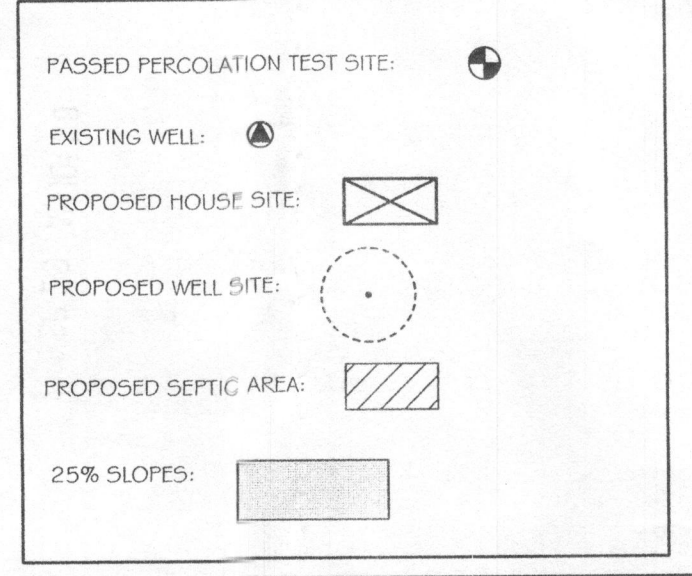 PASSED PERCOLATION TEST SITE:
EXISTING WELL:
PROPOSED HOUSE SITE:
PROPOSED WELL SITE:
PROPOSED SEPTIC AREA:
25% SLOPES: